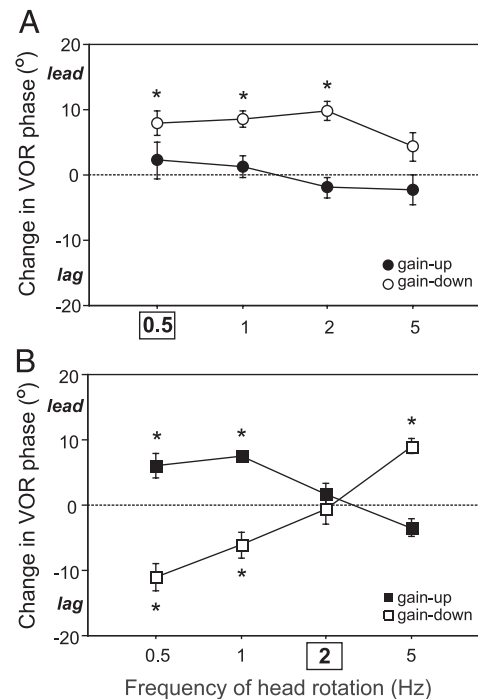 A
Change in VOR phase (°)
lead
lag
20
10
0
-10
-20
* * *
gain-up
gain-down
0.5 1 2 5
B
Change in VOR phase (°)
lead
lag
20
10
0
-10
-20
* * *
* *
gain-up
gain-down
0.5 1 2 5
Frequency of head rotation (Hz)